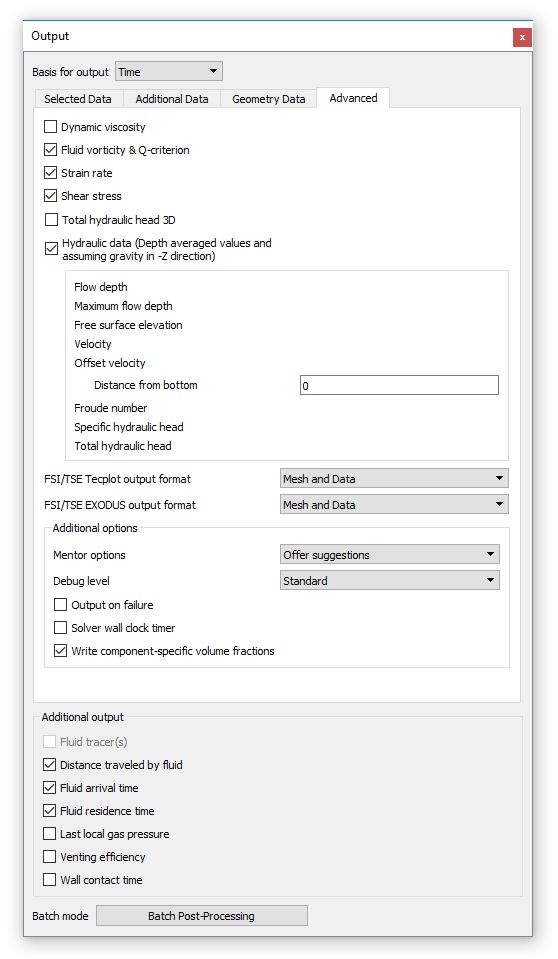 Output
x
Basis for output Time
Selected Data Additional Data Geometry Data Advanced
Dynamic viscosity
Fluid vorticity & Q-criterion
Strain rate
Shear stress
Total hydraulic head 3D
Hydraulic data (Depth averaged values and
assuming gravity in -Z direction)
Flow depth
Maximum flow depth
Free surface elevation
Velocity
Offset velocity
Distance from bottom 0
Froude number
Specific hydraulic head
Total hydraulic head
FSI/TSE Tecplot output format Mesh and Data
FSI/TSE EXODUS output format Mesh and Data
Additional options
Mentor options Offer suggestions
Debug level Standard
Output on failure
Solver wall clock timer
Write component-specific volume fractions
Additional output
Fluid tracer(s)
Distance traveled by fluid
Fluid arrival time
Fluid residence time
Last local gas pressure
Venting efficiency
Wall contact time
Batch mode Batch Post-Processing